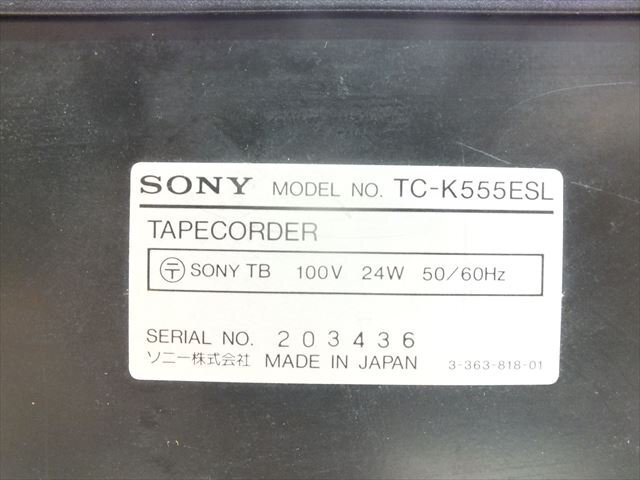 SONY MODEL NO. TC-K555ESL
TAPECORDER
〒 SONY TB 100V 24W 50/60Hz
SERIAL NO. 203436
ソニー株式会社 MADE IN JAPAN 3-363-818-01